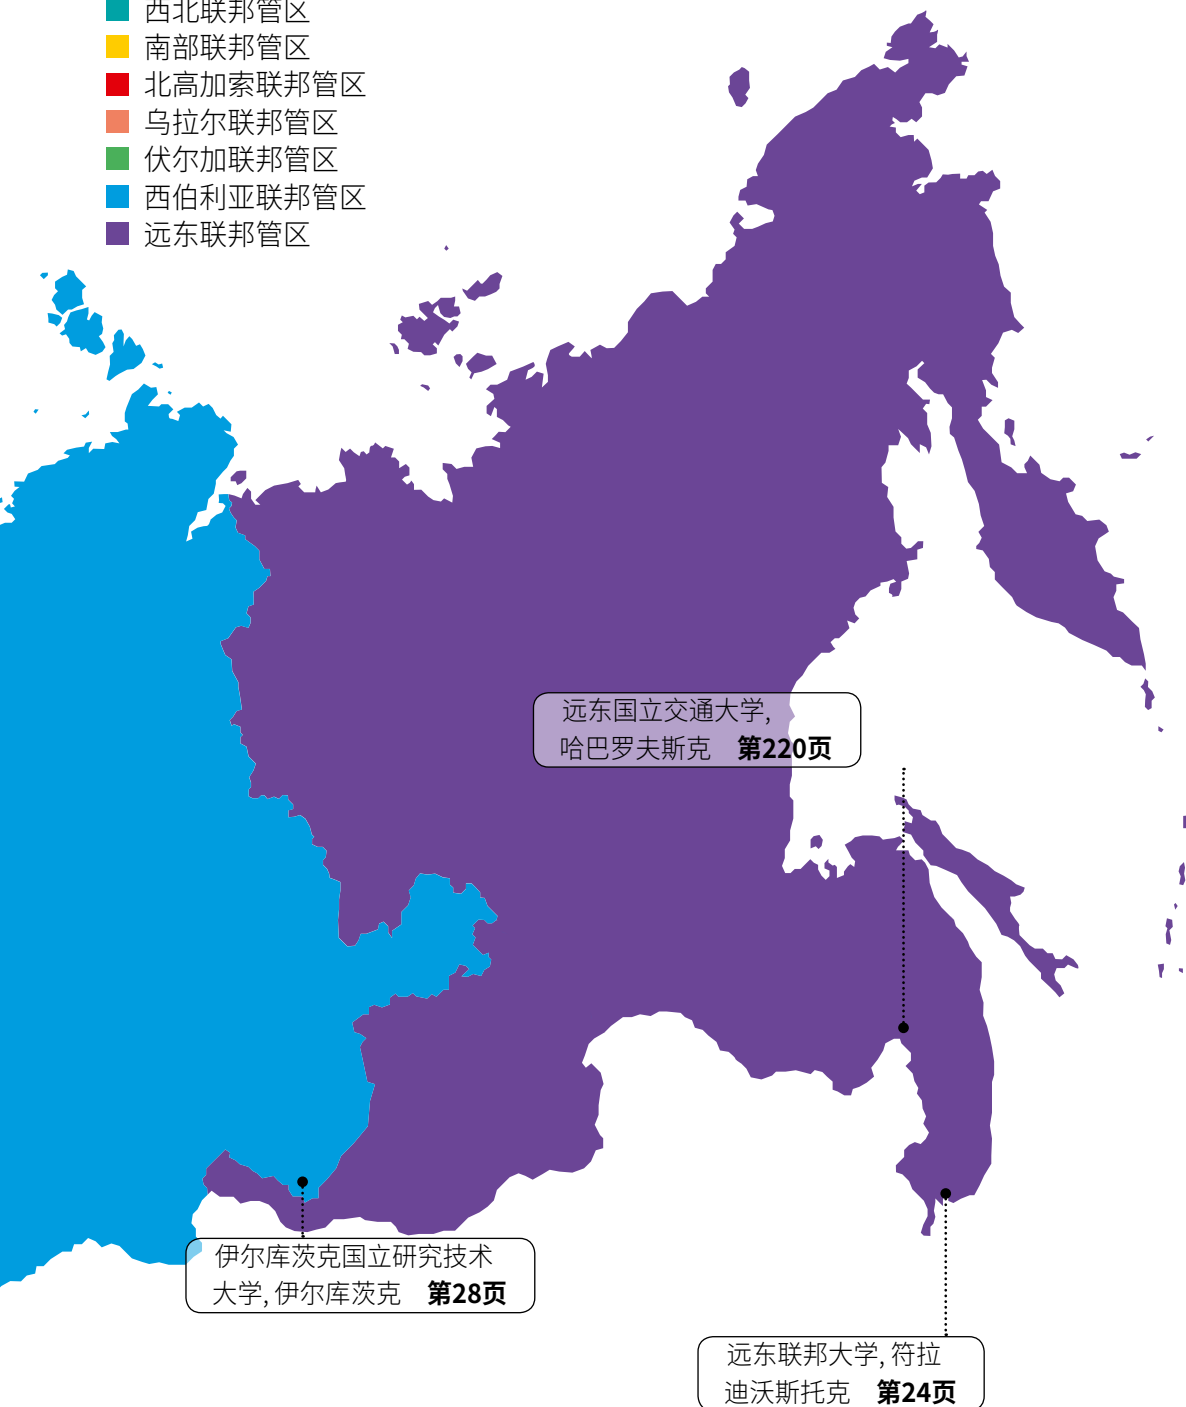 西北联邦管区
南部联邦管区
北高加索联邦管区
乌拉尔联邦管区
伏尔加联邦管区
西伯利亚联邦管区
远东联邦管区
远东国立交通大学,
哈巴罗夫斯克 第220页
伊尔库茨克国立研究技术
大学, 伊尔库茨克 第28页
远东联邦大学, 符拉
迪沃斯托克 第24页